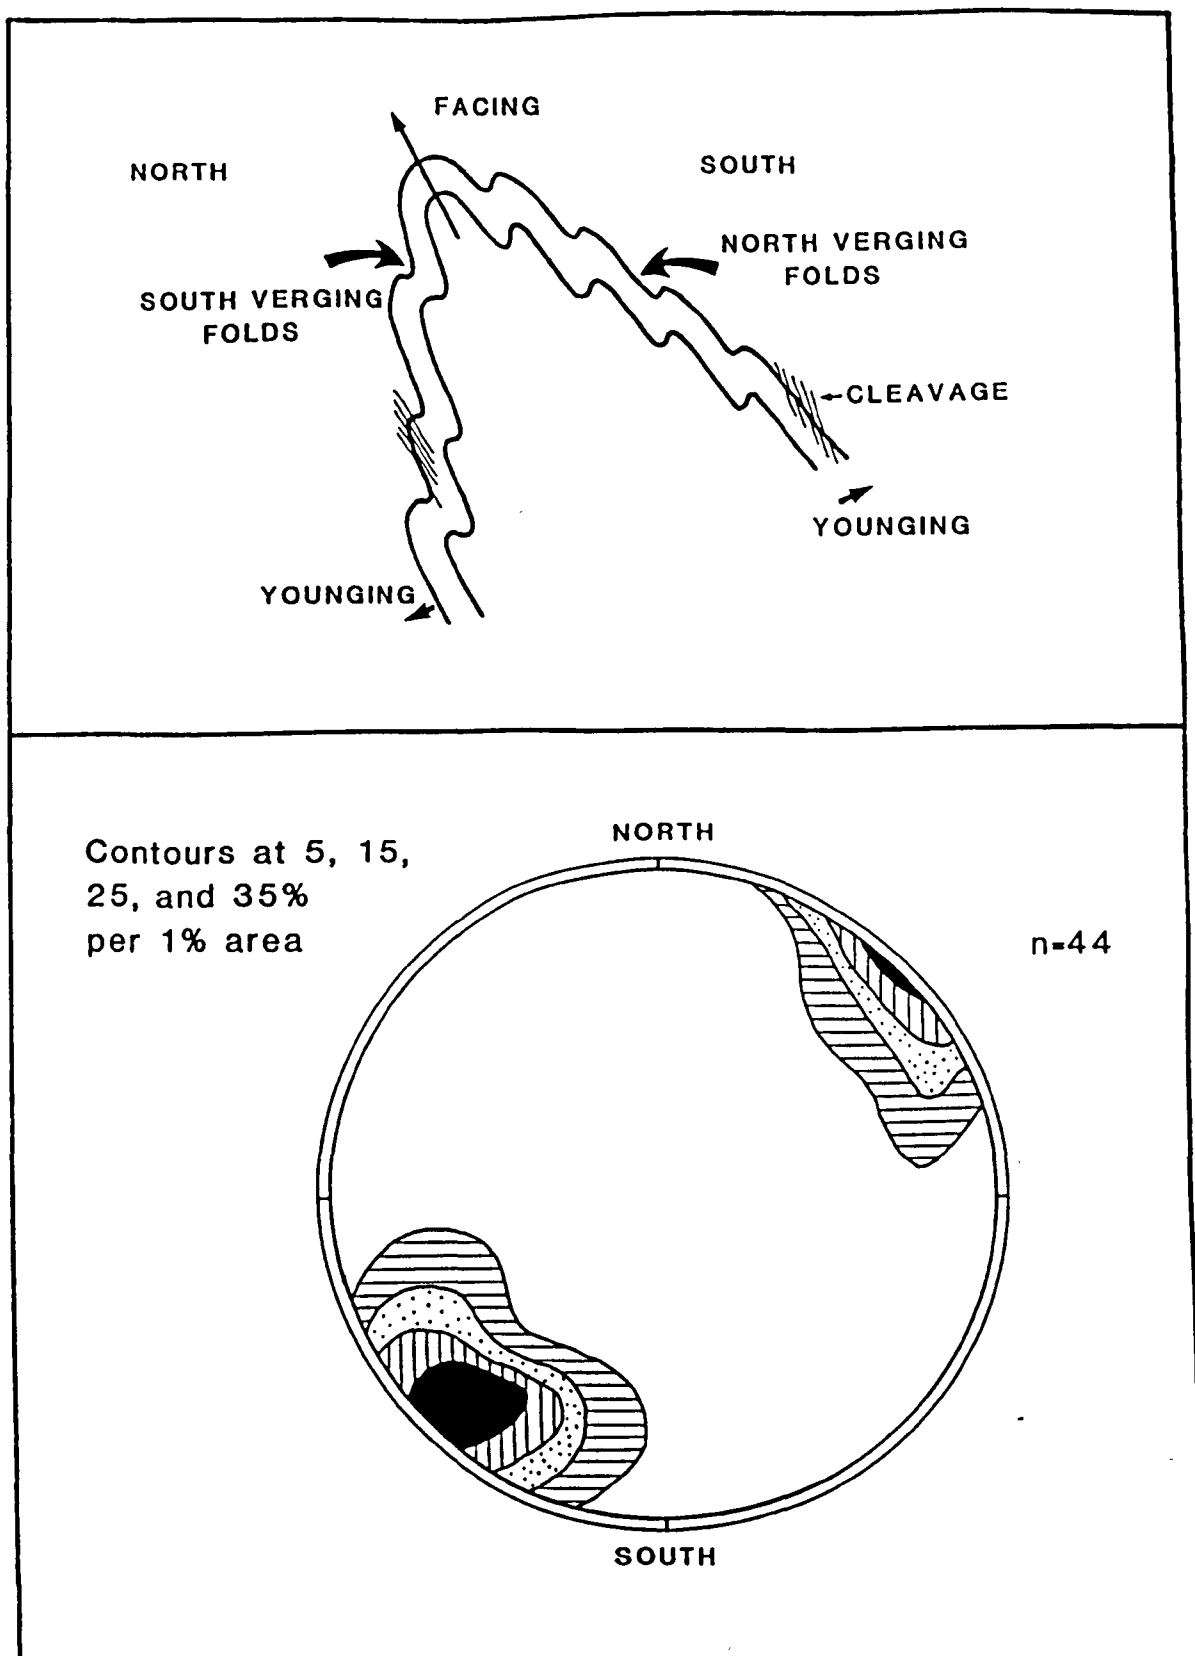 FACING
NORTH
SOUTH
NORTH VERGING
FOLDS
SOUTH VERGING
FOLDS
CLEAVAGE
YOUNGING
YOUNGING
NORTH
Contours at 5, 15,
25, and 35%
per 1% area
n=44
SOUTH